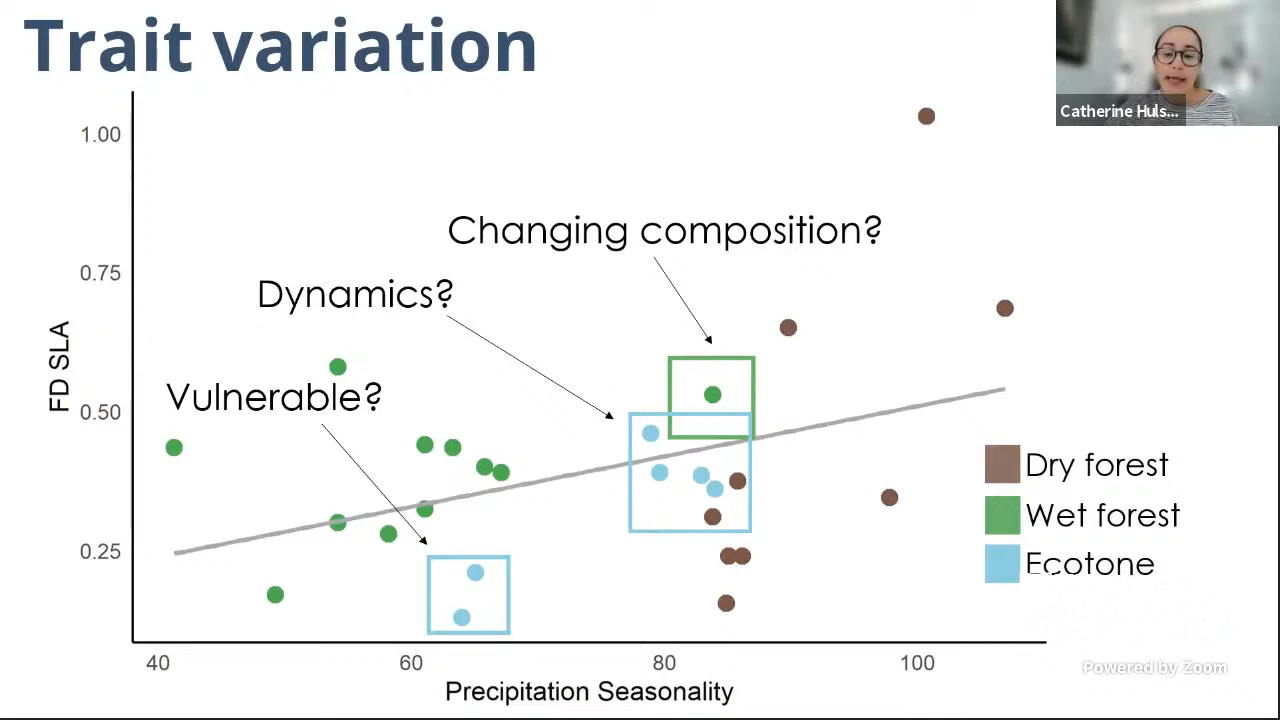 Trait variation
Catherine Huls...
1.00
Changing composition?
0.75
Dynamics?
FD SLA
Vulnerable?
0.50
Dry forest
Wet forest
0.25
Ecotone
40
60
80
100
Powered by Zoom
Precipitation Seasonality